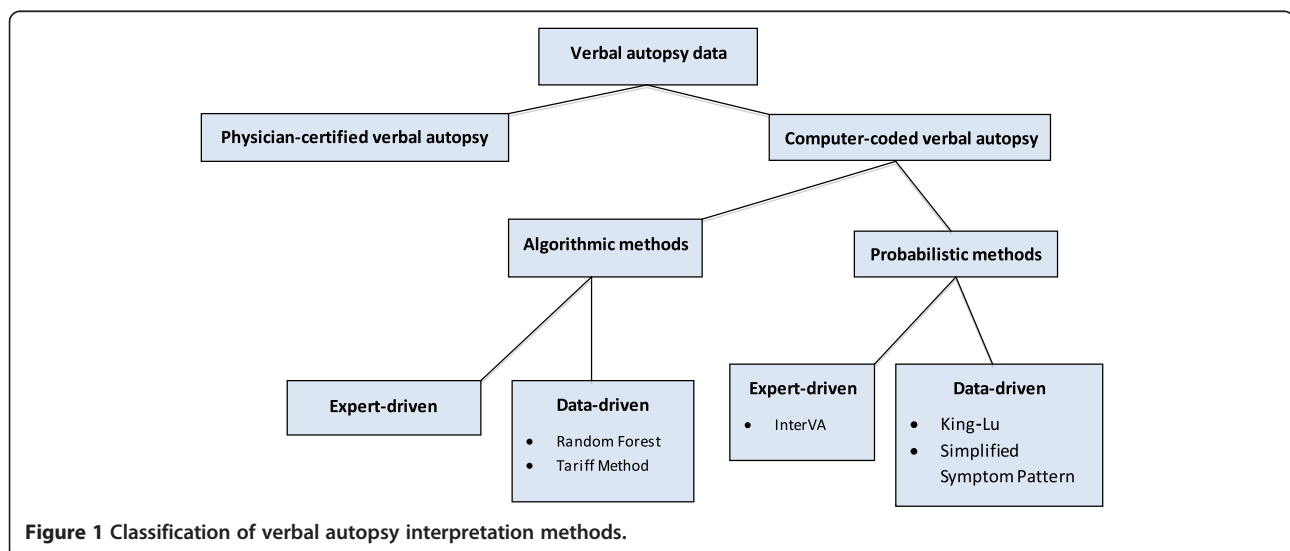 Verbal autopsy data
Physician-certified verbal autopsy
Computer-coded verbal autopsy
Algorithmic methods
Probabilistic methods
Expert-driven
Data-driven
• Random Forest
• Tariff Method
Expert-driven
• InterVA
Data-driven
• King-Lu
• Simplified
Symptom Pattern
Figure 1 Classification of verbal autopsy interpretation methods.